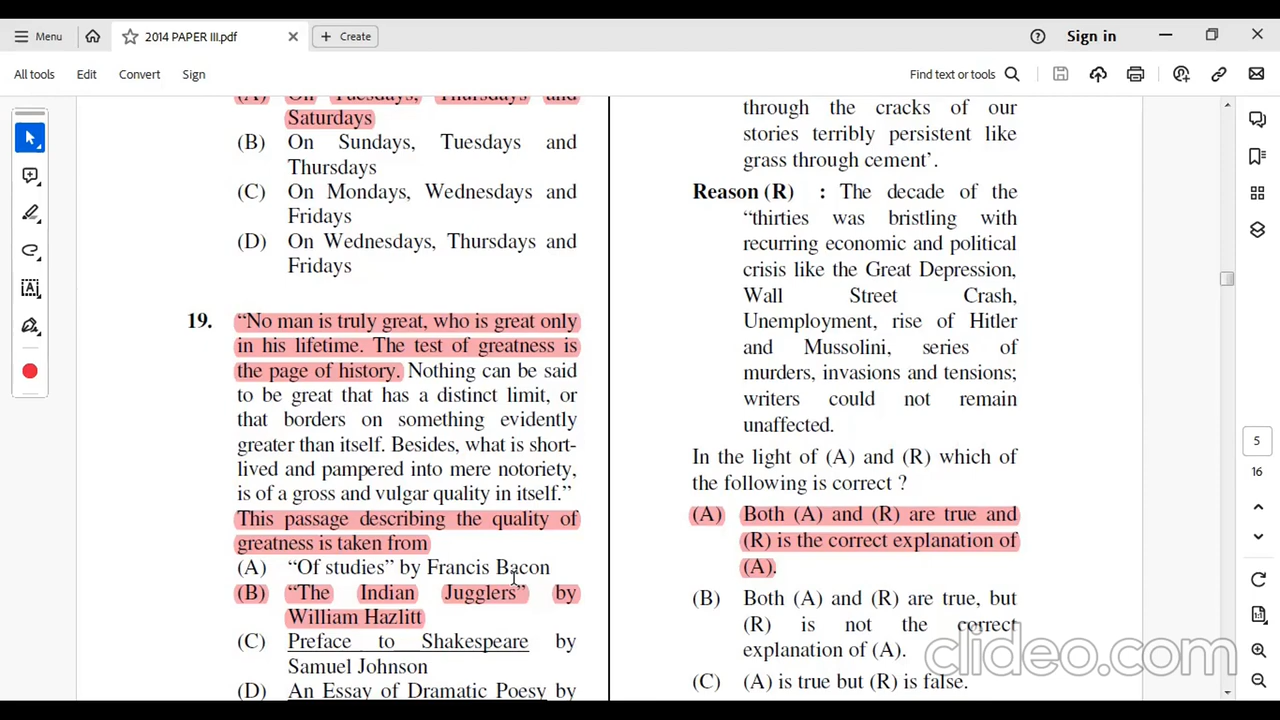 Menu
2014 PAPER III.pdf
Create
Sign in
All tools
Edit
Convert
Sign
Find text or tools
(A) On Tuesdays, Thursdays and
Saturdays
(B) On Sundays, Tuesdays and
Thursdays
(C) On Mondays, Wednesdays and
Fridays
(D) On Wednesdays, Thursdays and
Fridays
19. “No man is truly great, who is great only
in his lifetime. The test of greatness is
the page of history. Nothing can be said
to be great that has a distinct limit, or
that borders on something evidently
greater than itself. Besides, what is short-
lived and pampered into mere notoriety,
is of a gross and vulgar quality in itself.”
This passage describing the quality of
greatness is taken from
(A) “Of studies” by Francis Bacon
(B) “The Indian Jugglers” by
William Hazlitt
(C) Preface to Shakespeare by
Samuel Johnson
(D) An Essay of Dramatic Poesy by
through the cracks of our
stories terribly persistent like
grass through cement’.
Reason (R) : The decade of the
“thirties was bristling with
recurring economic and political
crisis like the Great Depression,
Wall Street Crash,
Unemployment, rise of Hitler
and Mussolini, series of
murders, invasions and tensions;
writers could not remain
unaffected.
In the light of (A) and (R) which of
the following is correct ?
(A) Both (A) and (R) are true and
(R) is the correct explanation of
(A).
(B) Both (A) and (R) are true, but
(R) is not the correct
explanation of (A).
(C) (A) is true but (R) is false.
5
16
clideo.com